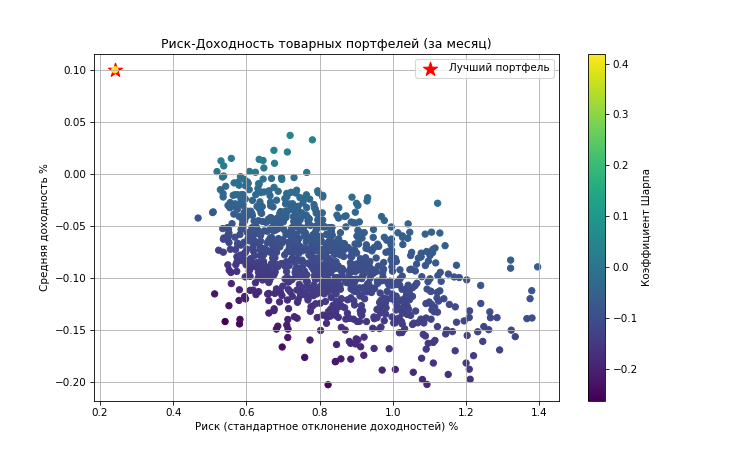 Риск-Доходность товарных портфелей (за месяц)
Лучший портфель
Средняя доходность %
0.10
0.05
0.00
−0.05
−0.10
−0.15
−0.20
0.2 0.4 0.6 0.8 1.0 1.2 1.4
Риск (стандартное отклонение доходностей) %
0.4
0.3
0.2
0.1
0.0
−0.1
−0.2
Коэффициент Шарпа